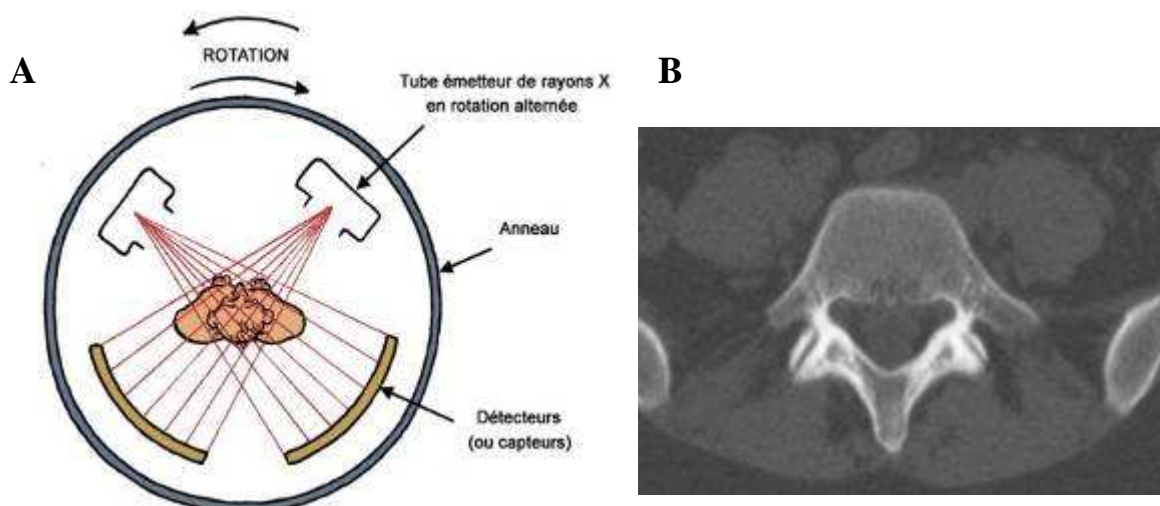 A
ROTATION
Tube émetteur de rayons X
en rotation alternée
Anneau
Détecteurs
(ou capteurs)
B